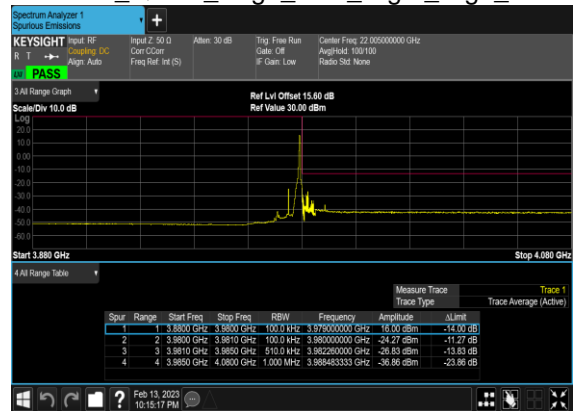 Spectrum Analyzer 1
Spurious Emissions
+
KEYSIGHT Input: RF Input Z: 50 Ω Atten: 30 dB Trig: Free Run Center Freq: 22.005000000 GHz
R T Coupling: DC Corr CCorr Gate: Off Avg|Hold: 100/100
Align: Auto Freq Ref: Int (S) IF Gain: Low Radio Std: None
PASS
3 All Range Graph Ref Lvl Offset 15.60 dB
Scale/Div 10.0 dB Ref Value 30.00 dBm
Log
20.0
10.0
0.00
-10.0
-20.0
-30.0
-40.0
-50.0
-60.0
Start 3.880 GHz Stop 4.080 GHz
4 All Range Table
Measure Trace Trace 1
Trace Type Trace Average (Active)
Spur Range Start Freq Stop Freq RBW Frequency Amplitude ΔLimit
1 1 3.8800 GHz 3.9800 GHz 100.0 kHz 3.979000000 GHz 16.00 dBm -14.00 dB
2 2 3.9800 GHz 3.9810 GHz 100.0 kHz 3.980000000 GHz -24.27 dBm -11.27 dB
3 3 3.9810 GHz 3.9850 GHz 510.0 kHz 3.982260000 GHz -26.83 dBm -13.83 dB
4 4 3.9850 GHz 4.0800 GHz 1.000 MHz 3.988483333 GHz -36.86 dBm -23.86 dB
? Feb 13, 2023
10:15:17 PM